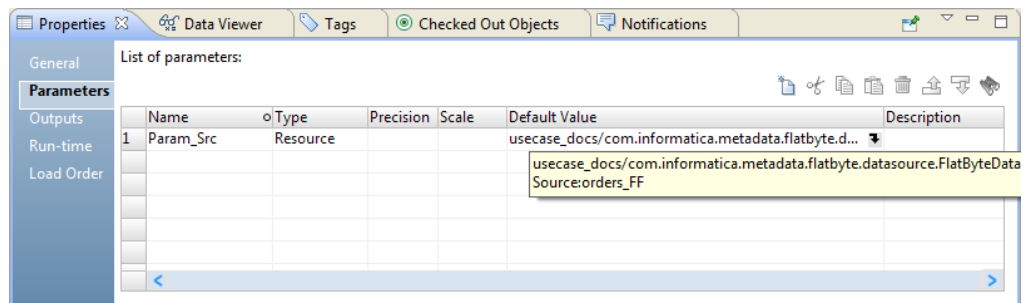 Properties Data Viewer Tags Checked Out Objects Notifications
General
Parameters
Outputs
Run-time
Load Order
List of parameters:
Name Type Precision Scale Default Value Description
1 Param_Src Resource usecase_docs/com.informatica.metadata.flatbyte.d...
usecase_docs/com.informatica.metadata.flatbyte.datasource.FlatByteData
Source:orders_FF